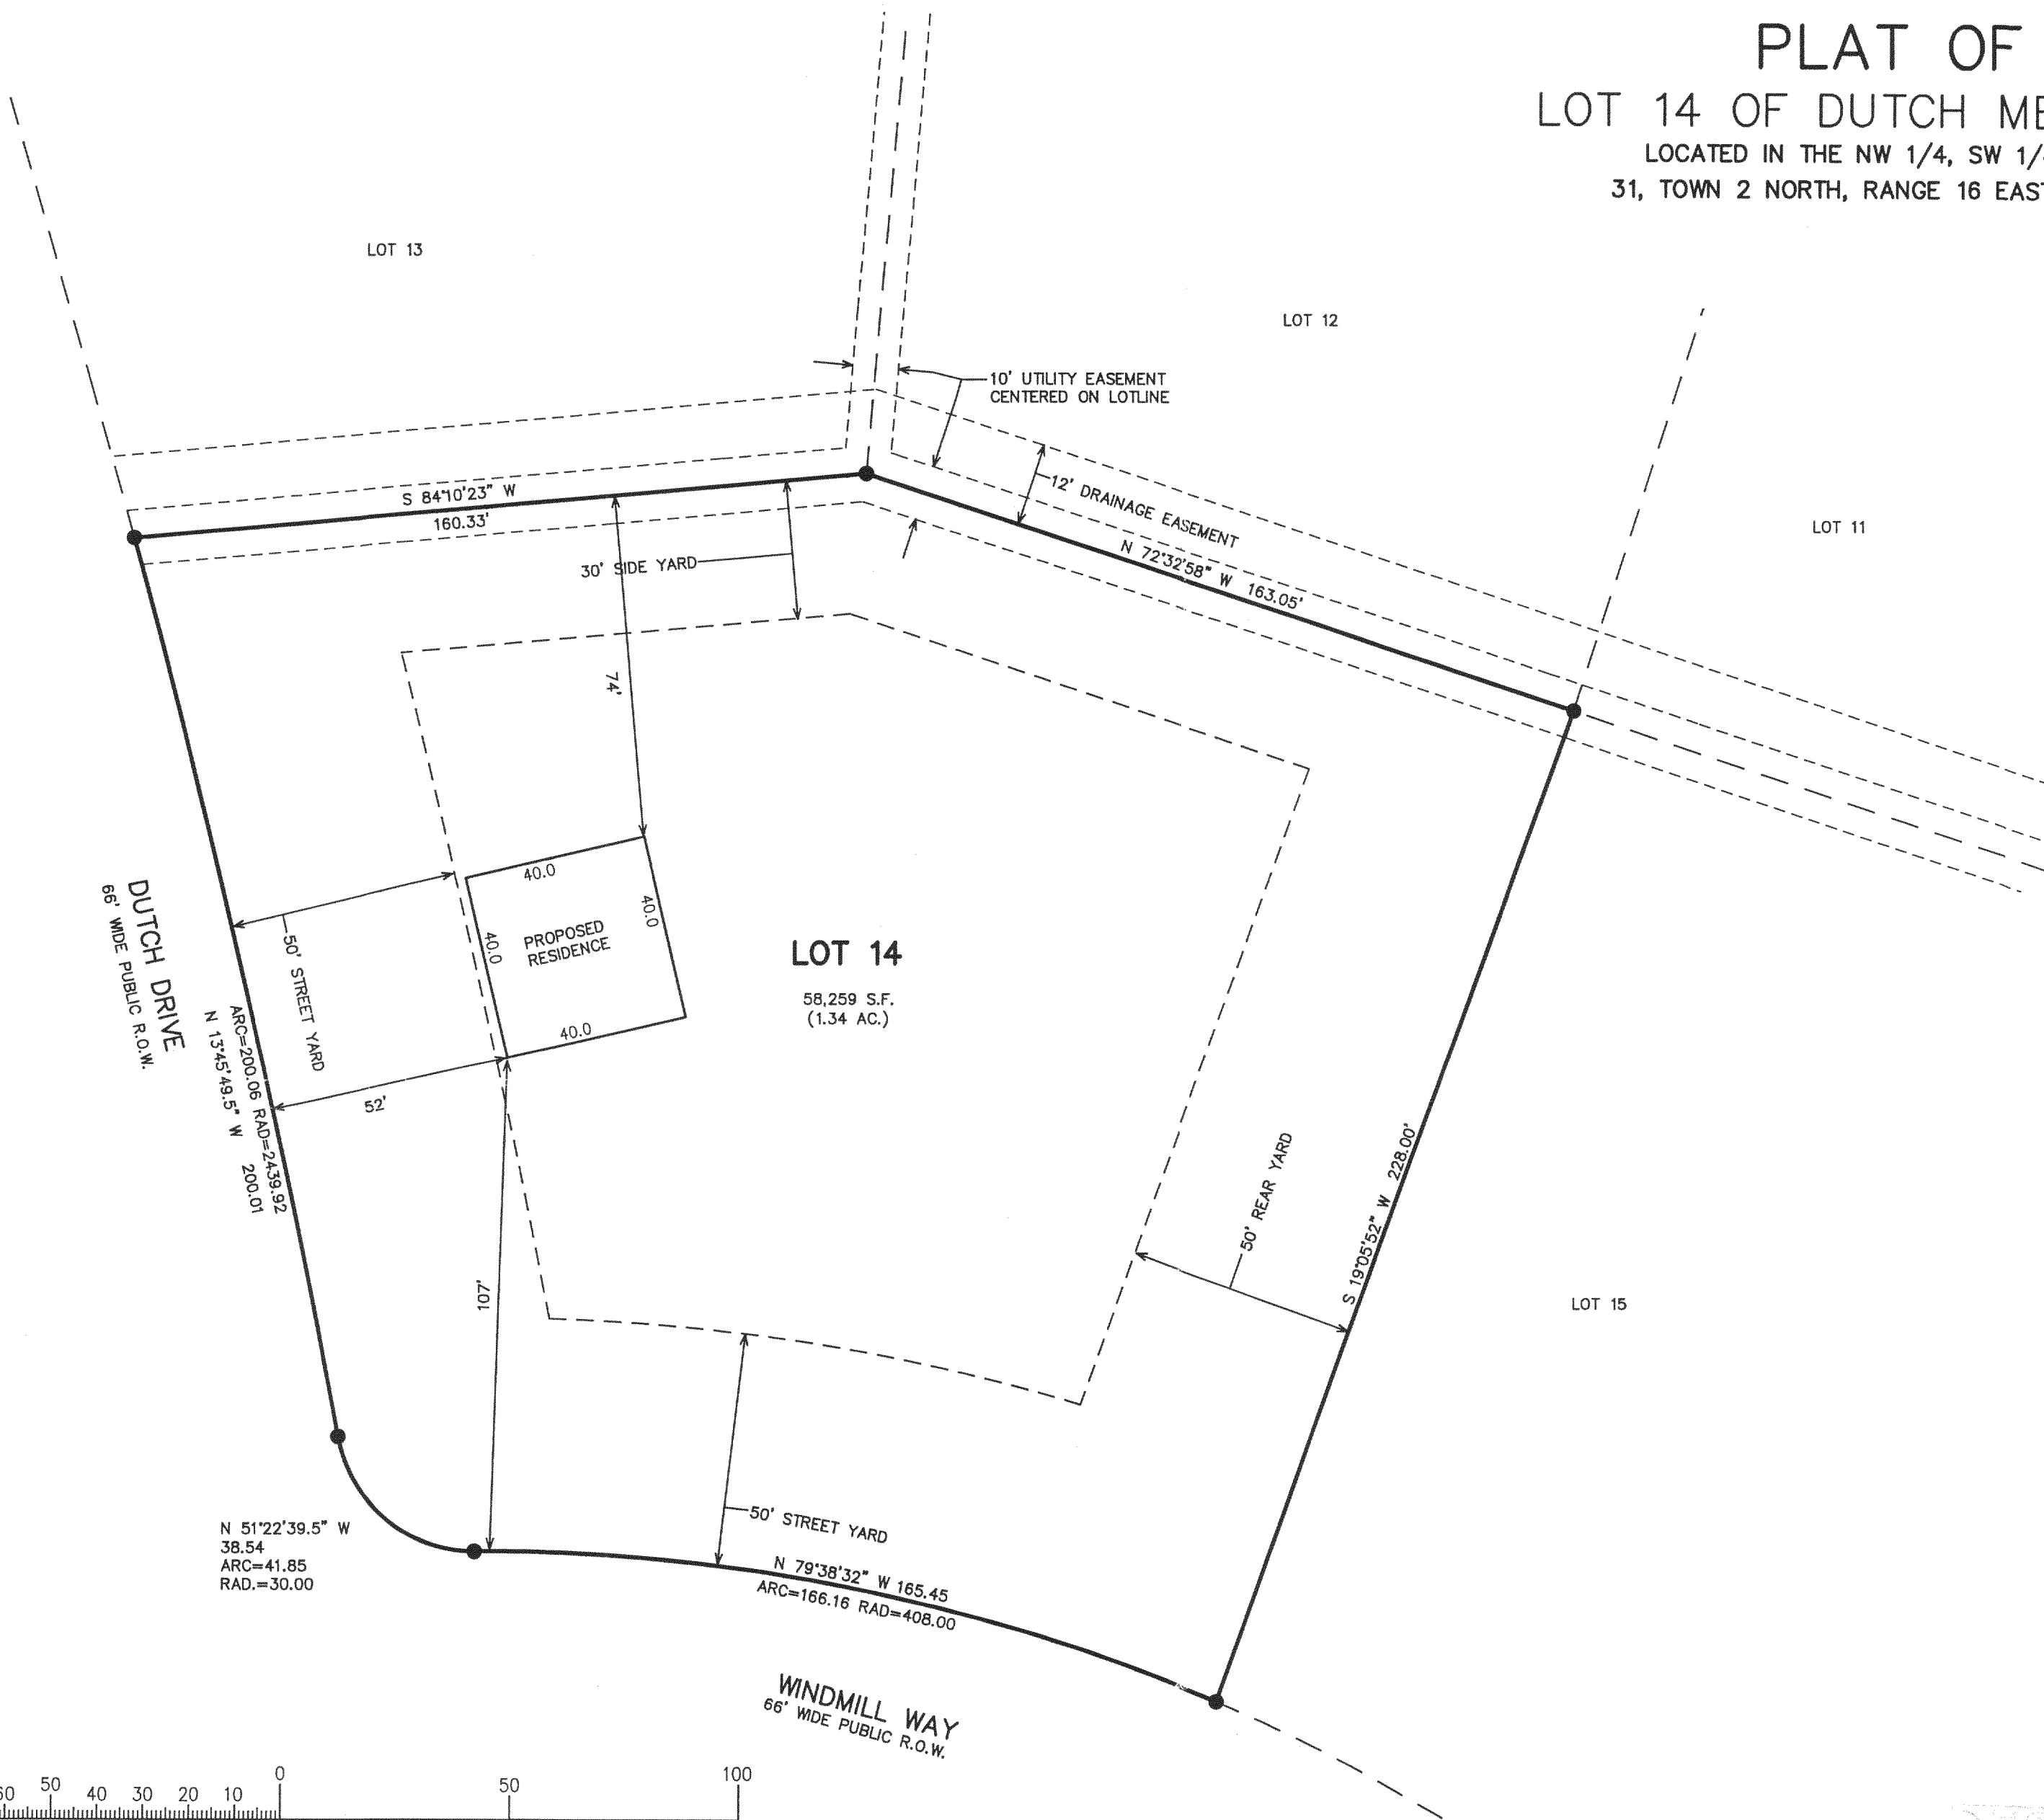 PLAT OF
LOT 14 OF DUTCH ME
LOCATED IN THE NW 1/4, SW 1/
31, TOWN 2 NORTH, RANGE 16 EAST
LOT 13
LOT 12
10' UTILITY EASEMENT
CENTERED ON LOTLINE
12' DRAINAGE EASEMENT
LOT 11
S 84°10'23" W
160.33'
N 72°32'58" W 163.05'
30' SIDE YARD
74'
40.0
40.0
40.0
40.0
PROPOSED
RESIDENCE
LOT 14
58,259 S.F.
(1.34 AC.)
DUTCH DRIVE
66' WIDE PUBLIC R.O.W.
50' STREET YARD
ARC=200.06 RAD=2439.92
N 13°45'49.5" W 200.01
52'
107'
50' REAR YARD
S 19°05'52" W 228.00'
LOT 15
50' STREET YARD
N 79°38'32" W 165.45
ARC=166.16 RAD=408.00
N 51°22'39.5" W
38.54
ARC=41.85
RAD.=30.00
WINDMILL WAY
66' WIDE PUBLIC R.O.W.
50 40 30 20 10 0 50 100